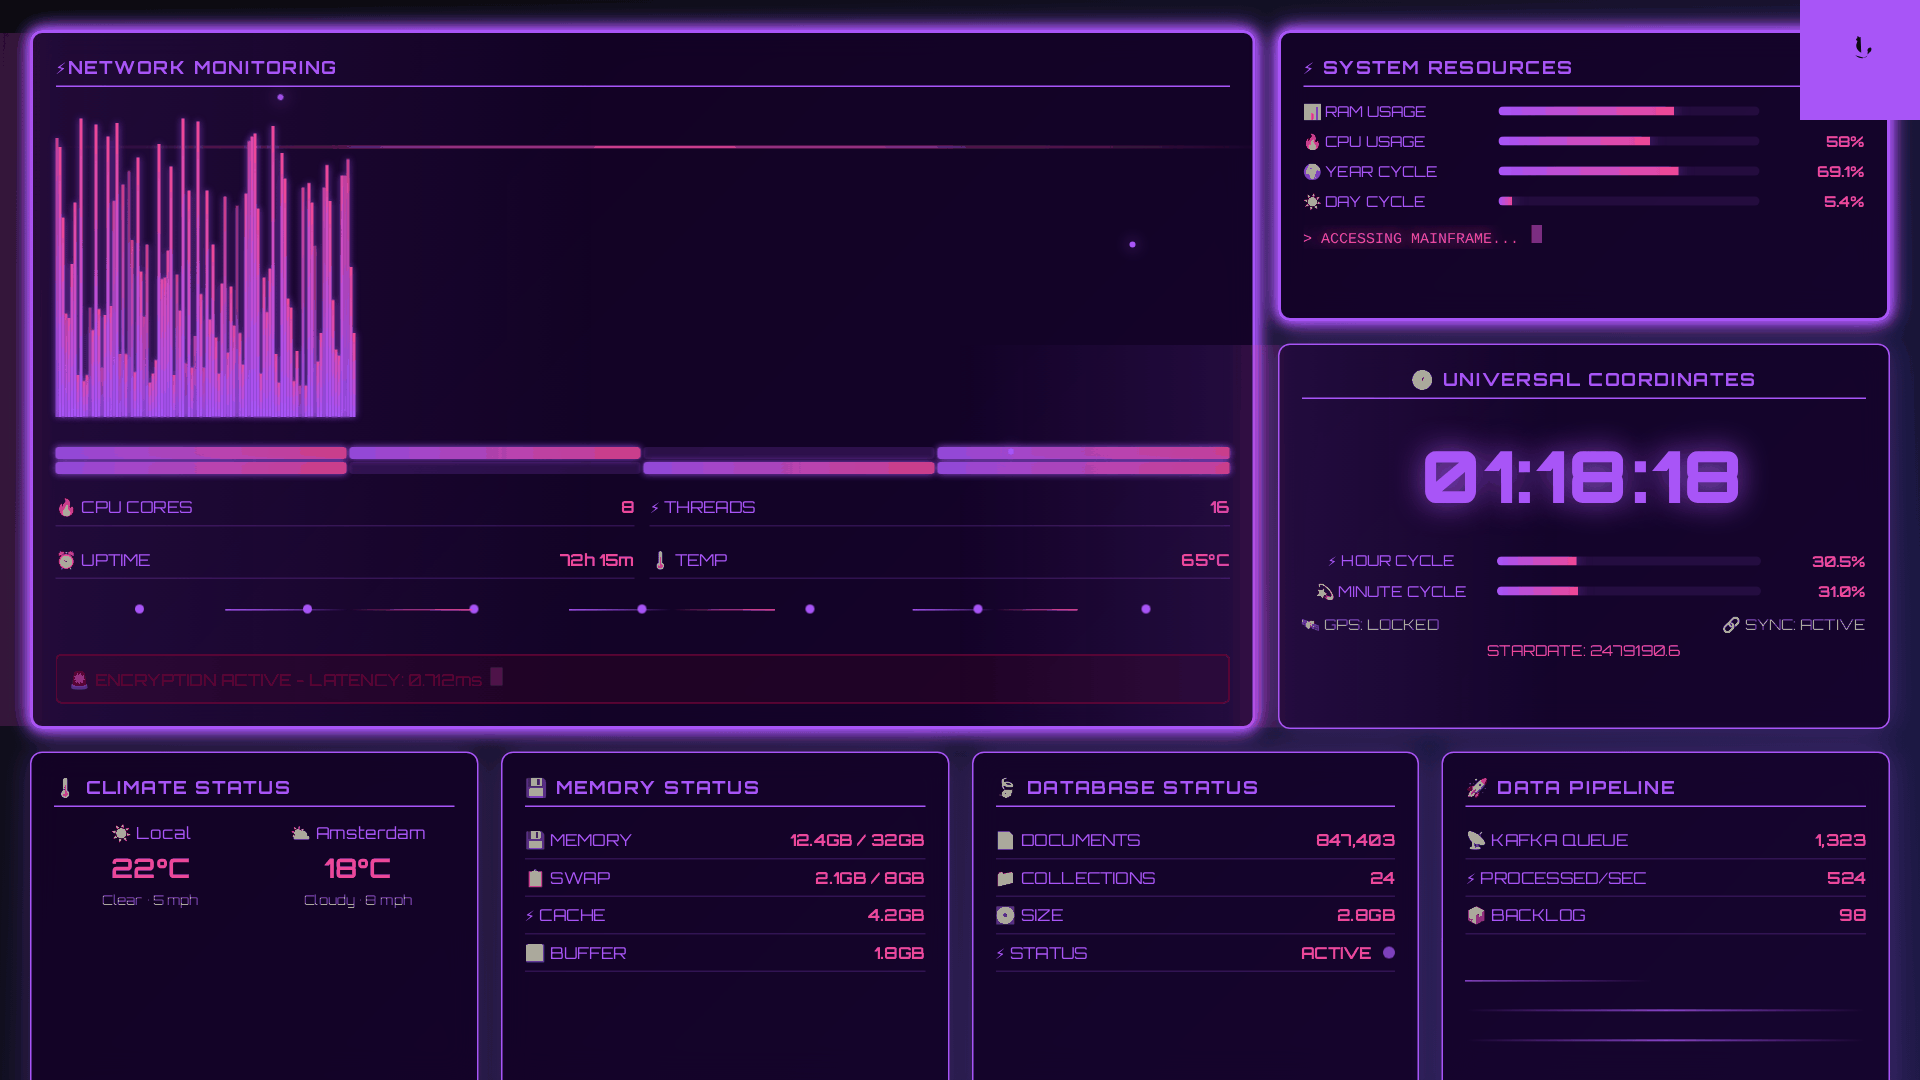 NETWORK MONITORING
CPU CORES 8
THREADS 16
UPTIME 72h 15m
TEMP 65°C
ENCRYPTION ACTIVE - LATENCY: 0.712ms
SYSTEM RESOURCES
RAM USAGE
CPU USAGE 58%
YEAR CYCLE 69.1%
DAY CYCLE 5.4%
> ACCESSING MAINFRAME...
UNIVERSAL COORDINATES
01:18:18
HOUR CYCLE 30.5%
MINUTE CYCLE 31.0%
GPS: LOCKED SYNC: ACTIVE
STARDATE: 2479190.6
CLIMATE STATUS
Local Amsterdam
22°C 18°C
Clear · 5 mph Cloudy · 8 mph
MEMORY STATUS
MEMORY 12.4GB / 32GB
SWAP 2.1GB / 8GB
CACHE 4.2GB
BUFFER 1.8GB
DATABASE STATUS
DOCUMENTS 847,403
COLLECTIONS 24
SIZE 2.8GB
STATUS ACTIVE
DATA PIPELINE
KAFKA QUEUE 1,323
PROCESSED/SEC 524
BACKLOG 98